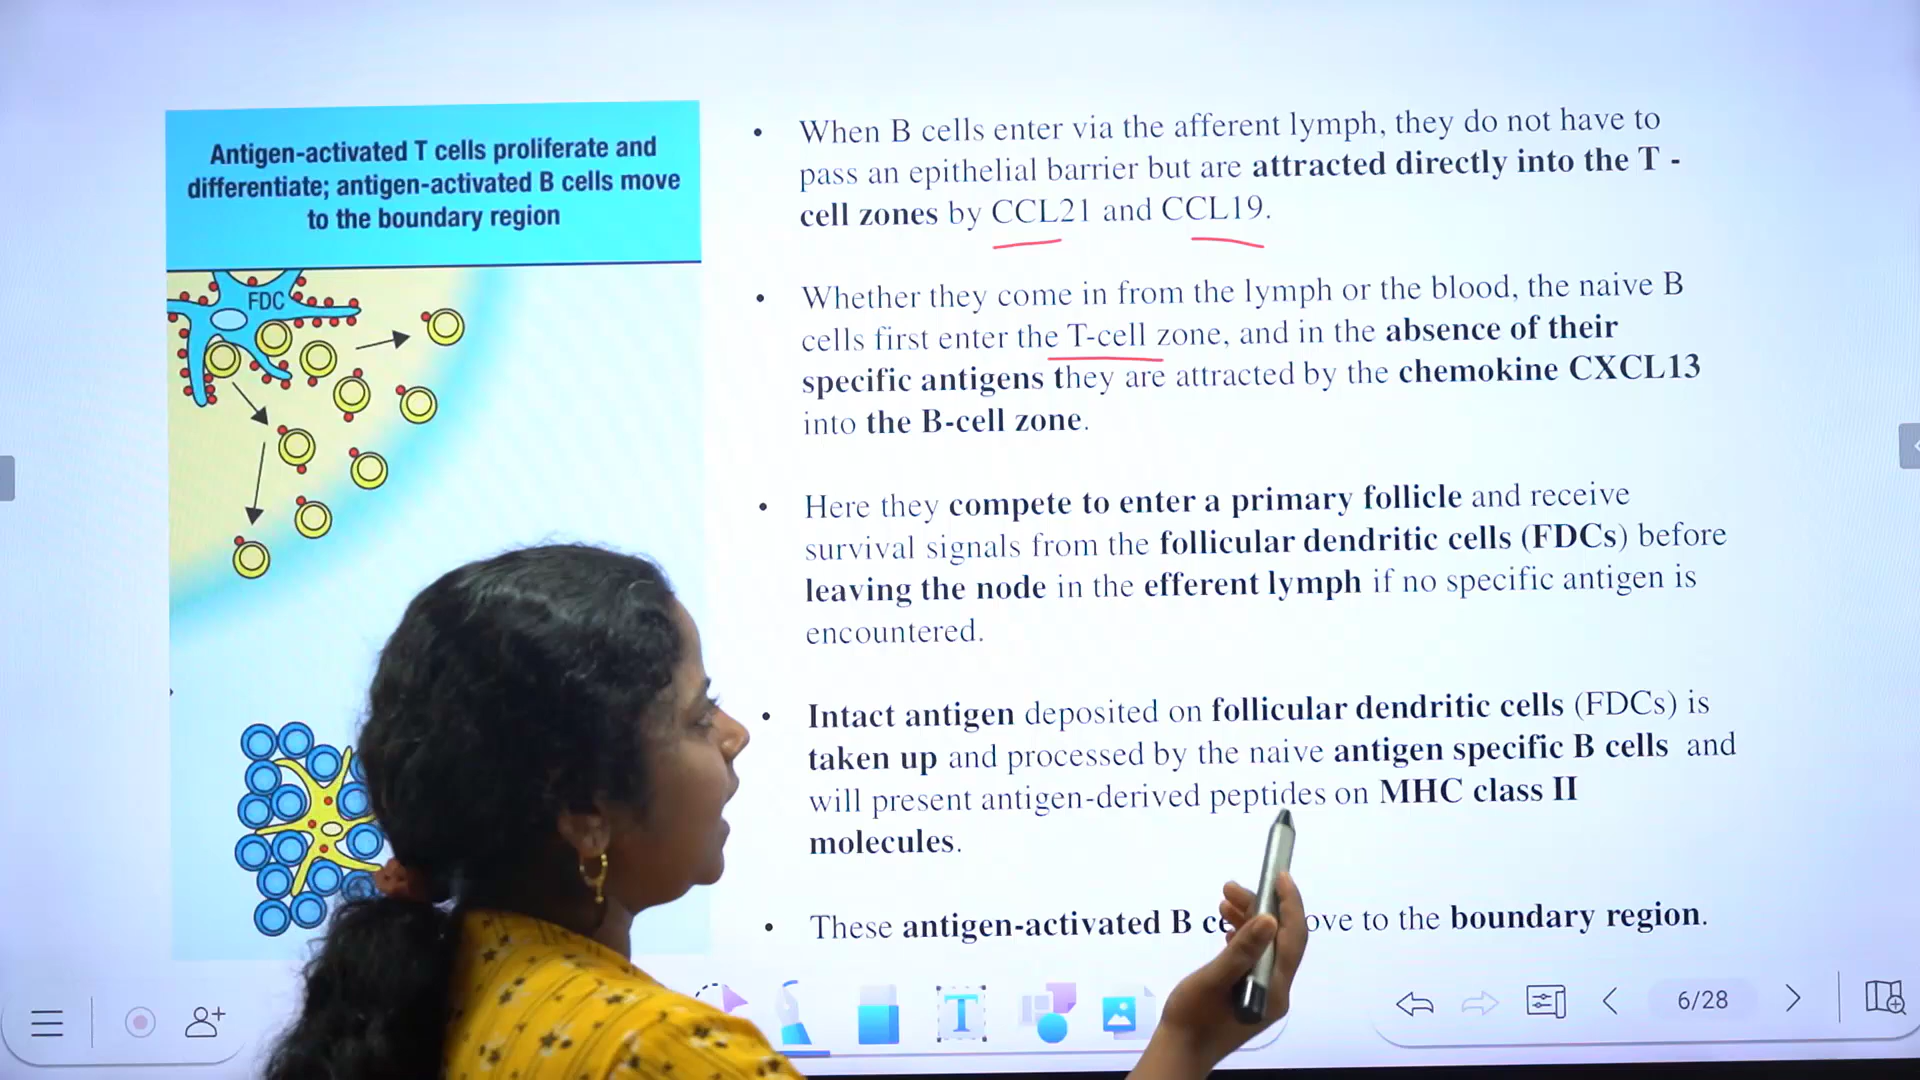 Antigen-activated T cells proliferate and
differentiate; antigen-activated B cells move
to the boundary region
FDC
• When B cells enter via the afferent lymph, they do not have to
pass an epithelial barrier but are attracted directly into the T -
cell zones by CCL21 and CCL19.
• Whether they come in from the lymph or the blood, the naive B
cells first enter the T-cell zone, and in the absence of their
specific antigens they are attracted by the chemokine CXCL13
into the B-cell zone.
• Here they compete to enter a primary follicle and receive
survival signals from the follicular dendritic cells (FDCs) before
leaving the node in the efferent lymph if no specific antigen is
encountered.
• Intact antigen deposited on follicular dendritic cells (FDCs) is
taken up and processed by the naive antigen specific B cells and
will present antigen-derived peptides on MHC class II
molecules.
• These antigen-activated B ove to the boundary region.
T
6/28